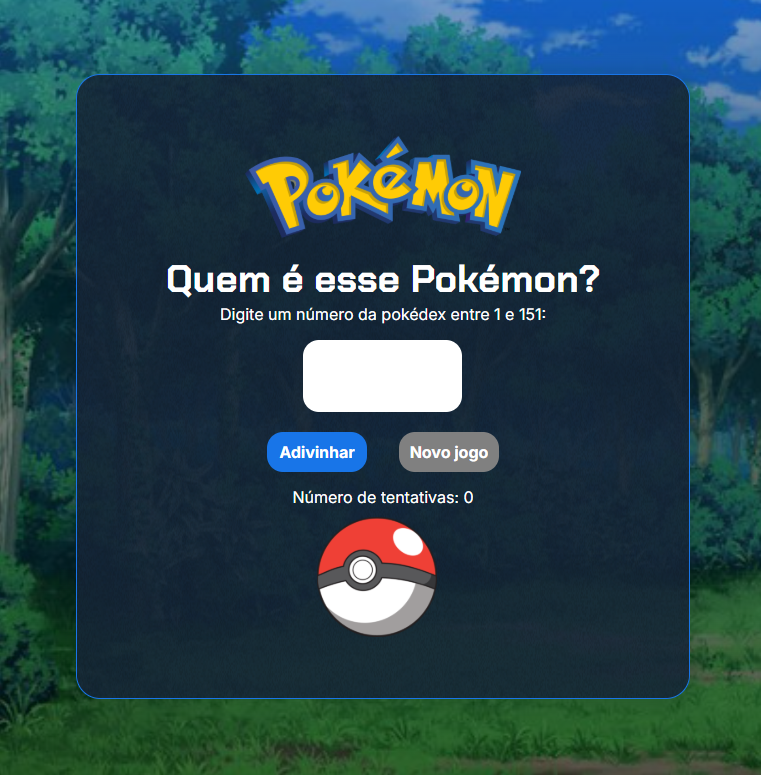 POKéMON
Quem é esse Pokémon?
Digite um número da pokédex entre 1 e 151:
Adivinhar
Novo jogo
Número de tentativas: 0